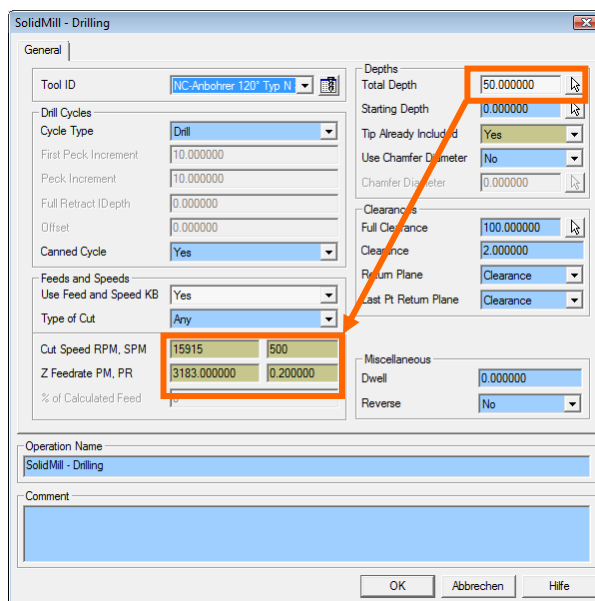 SolidMill - Drilling
General
Tool ID
NC-Anbohrer 120° Typ N
Drill Cycles
Cycle Type
Drill
First Peck Increment
10.000000
Peck Increment
10.000000
Full Retract IDepth
0.000000
Offset
0.000000
Canned Cycle
Yes
Feeds and Speeds
Use Feed and Speed KB
Yes
Type of Cut
Any
Cut Speed RPM, SPM
15915
500
Z Feedrate PM, PR
3183.000000
0.200000
% of Calculated Feed
Depths
Total Depth
50.000000
Starting Depth
0.000000
Tip Already Included
Yes
Use Chamfer Diameter
No
Chamfer Diameter
0.000000
Clearances
Full Clearance
100.000000
Clearance
2.000000
Return Plane
Clearance
Last Pt Return Plane
Clearance
Miscellaneous
Dwell
0.000000
Reverse
No
Operation Name
SolidMill - Drilling
Comment
OK
Abbrechen
Hilfe